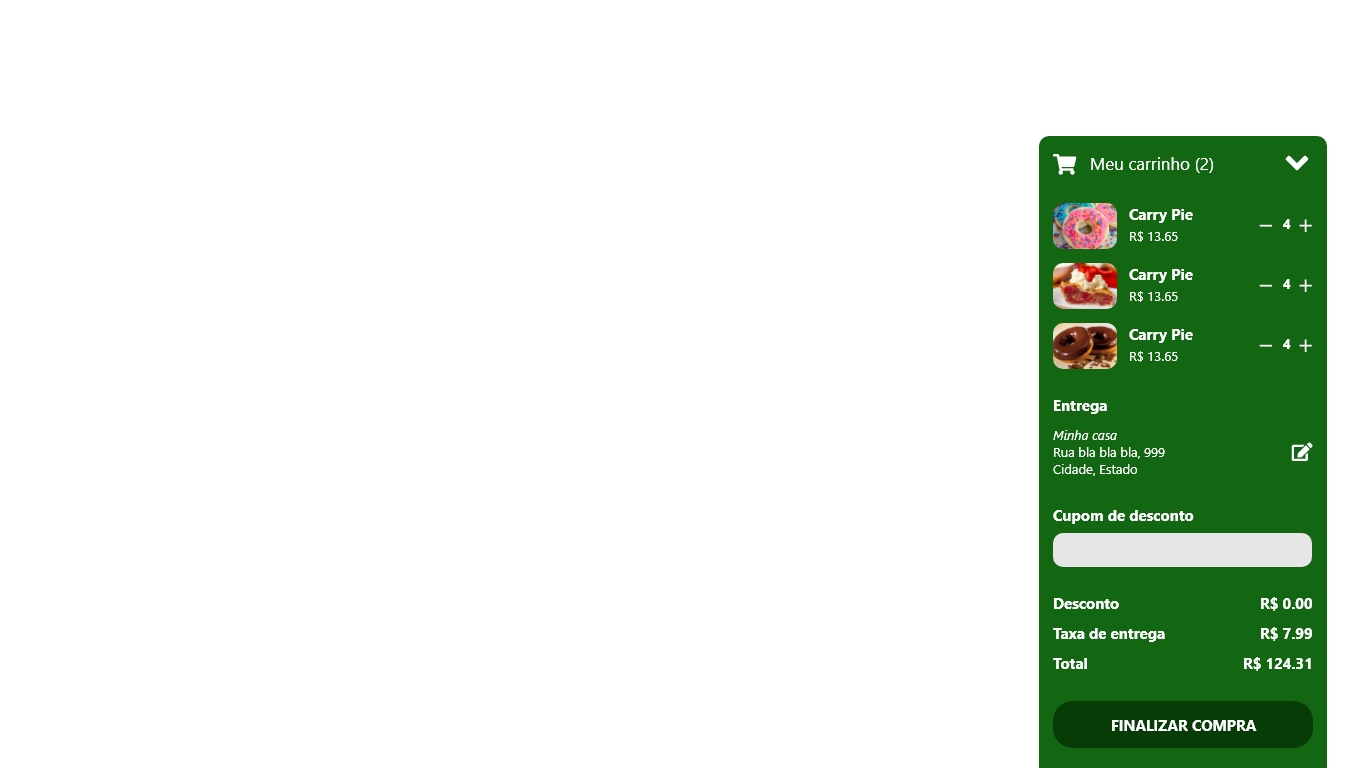 Meu carrinho (2)
Carry Pie
R$ 13.65
4
Carry Pie
R$ 13.65
4
Carry Pie
R$ 13.65
4
Entrega
Minha casa
Rua bla bla bla, 999
Cidade, Estado
Cupom de desconto
Desconto R$ 0.00
Taxa de entrega R$ 7.99
Total R$ 124.31
FINALIZAR COMPRA